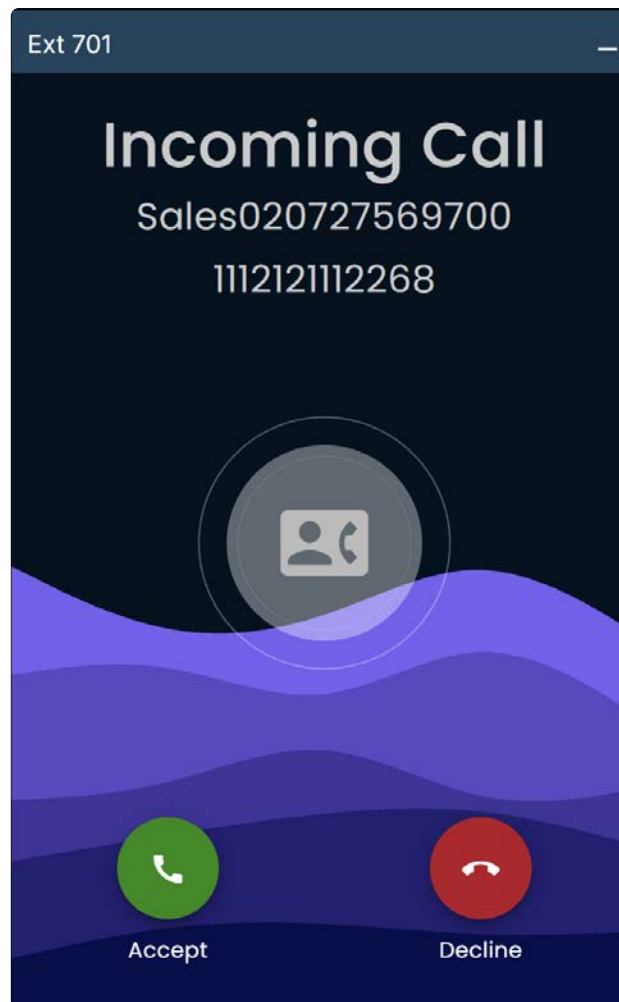 Ext 701
Incoming Call
Sales020727569700
1112121112268
Accept
Decline